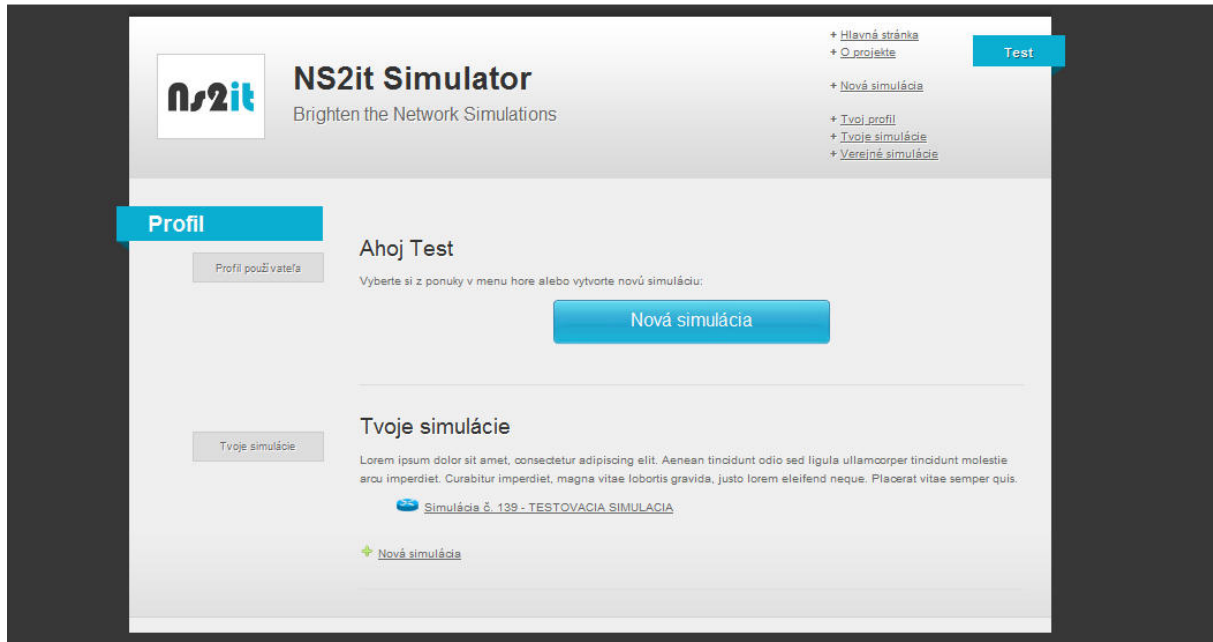 Ns2it
NS2it Simulator
Brighten the Network Simulations
+ Hlavná stránka
+ O projekte
+ Nová simulácia
+ Tvoj profil
+ Tvoje simulácie
+ Verejné simulácie
Test
Profil
Profil používateľa
Ahoj Test
Vyberte si z ponuky v menu hore alebo vytvorte novú simuláciu:
Nová simulácia
Tvoje simulácie
Tvoje simulácie
Lorem ipsum dolor sit amet, consectetur adipiscing elit. Aenean tincidunt odio sed ligula ullamcorper tincidunt molestie
arcu imperdiet. Curabitur imperdiet, magna vitae lobortis gravida, justo lorem eleifend neque. Placerat vitae semper quis.
Simulácia č. 139 - TESTOVACIA SIMULACIA
Nová simulácia